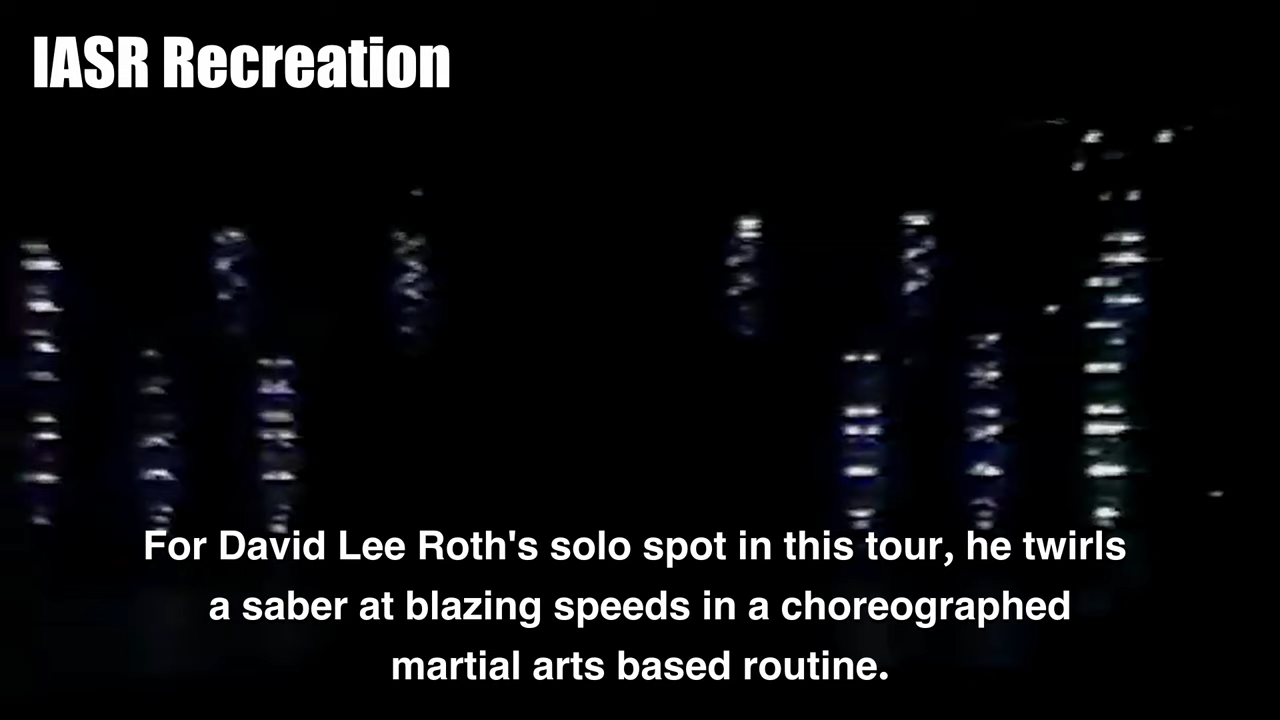 IASR Recreation
For David Lee Roth's solo spot in this tour, he twirls
a saber at blazing speeds in a choreographed
martial arts based routine.